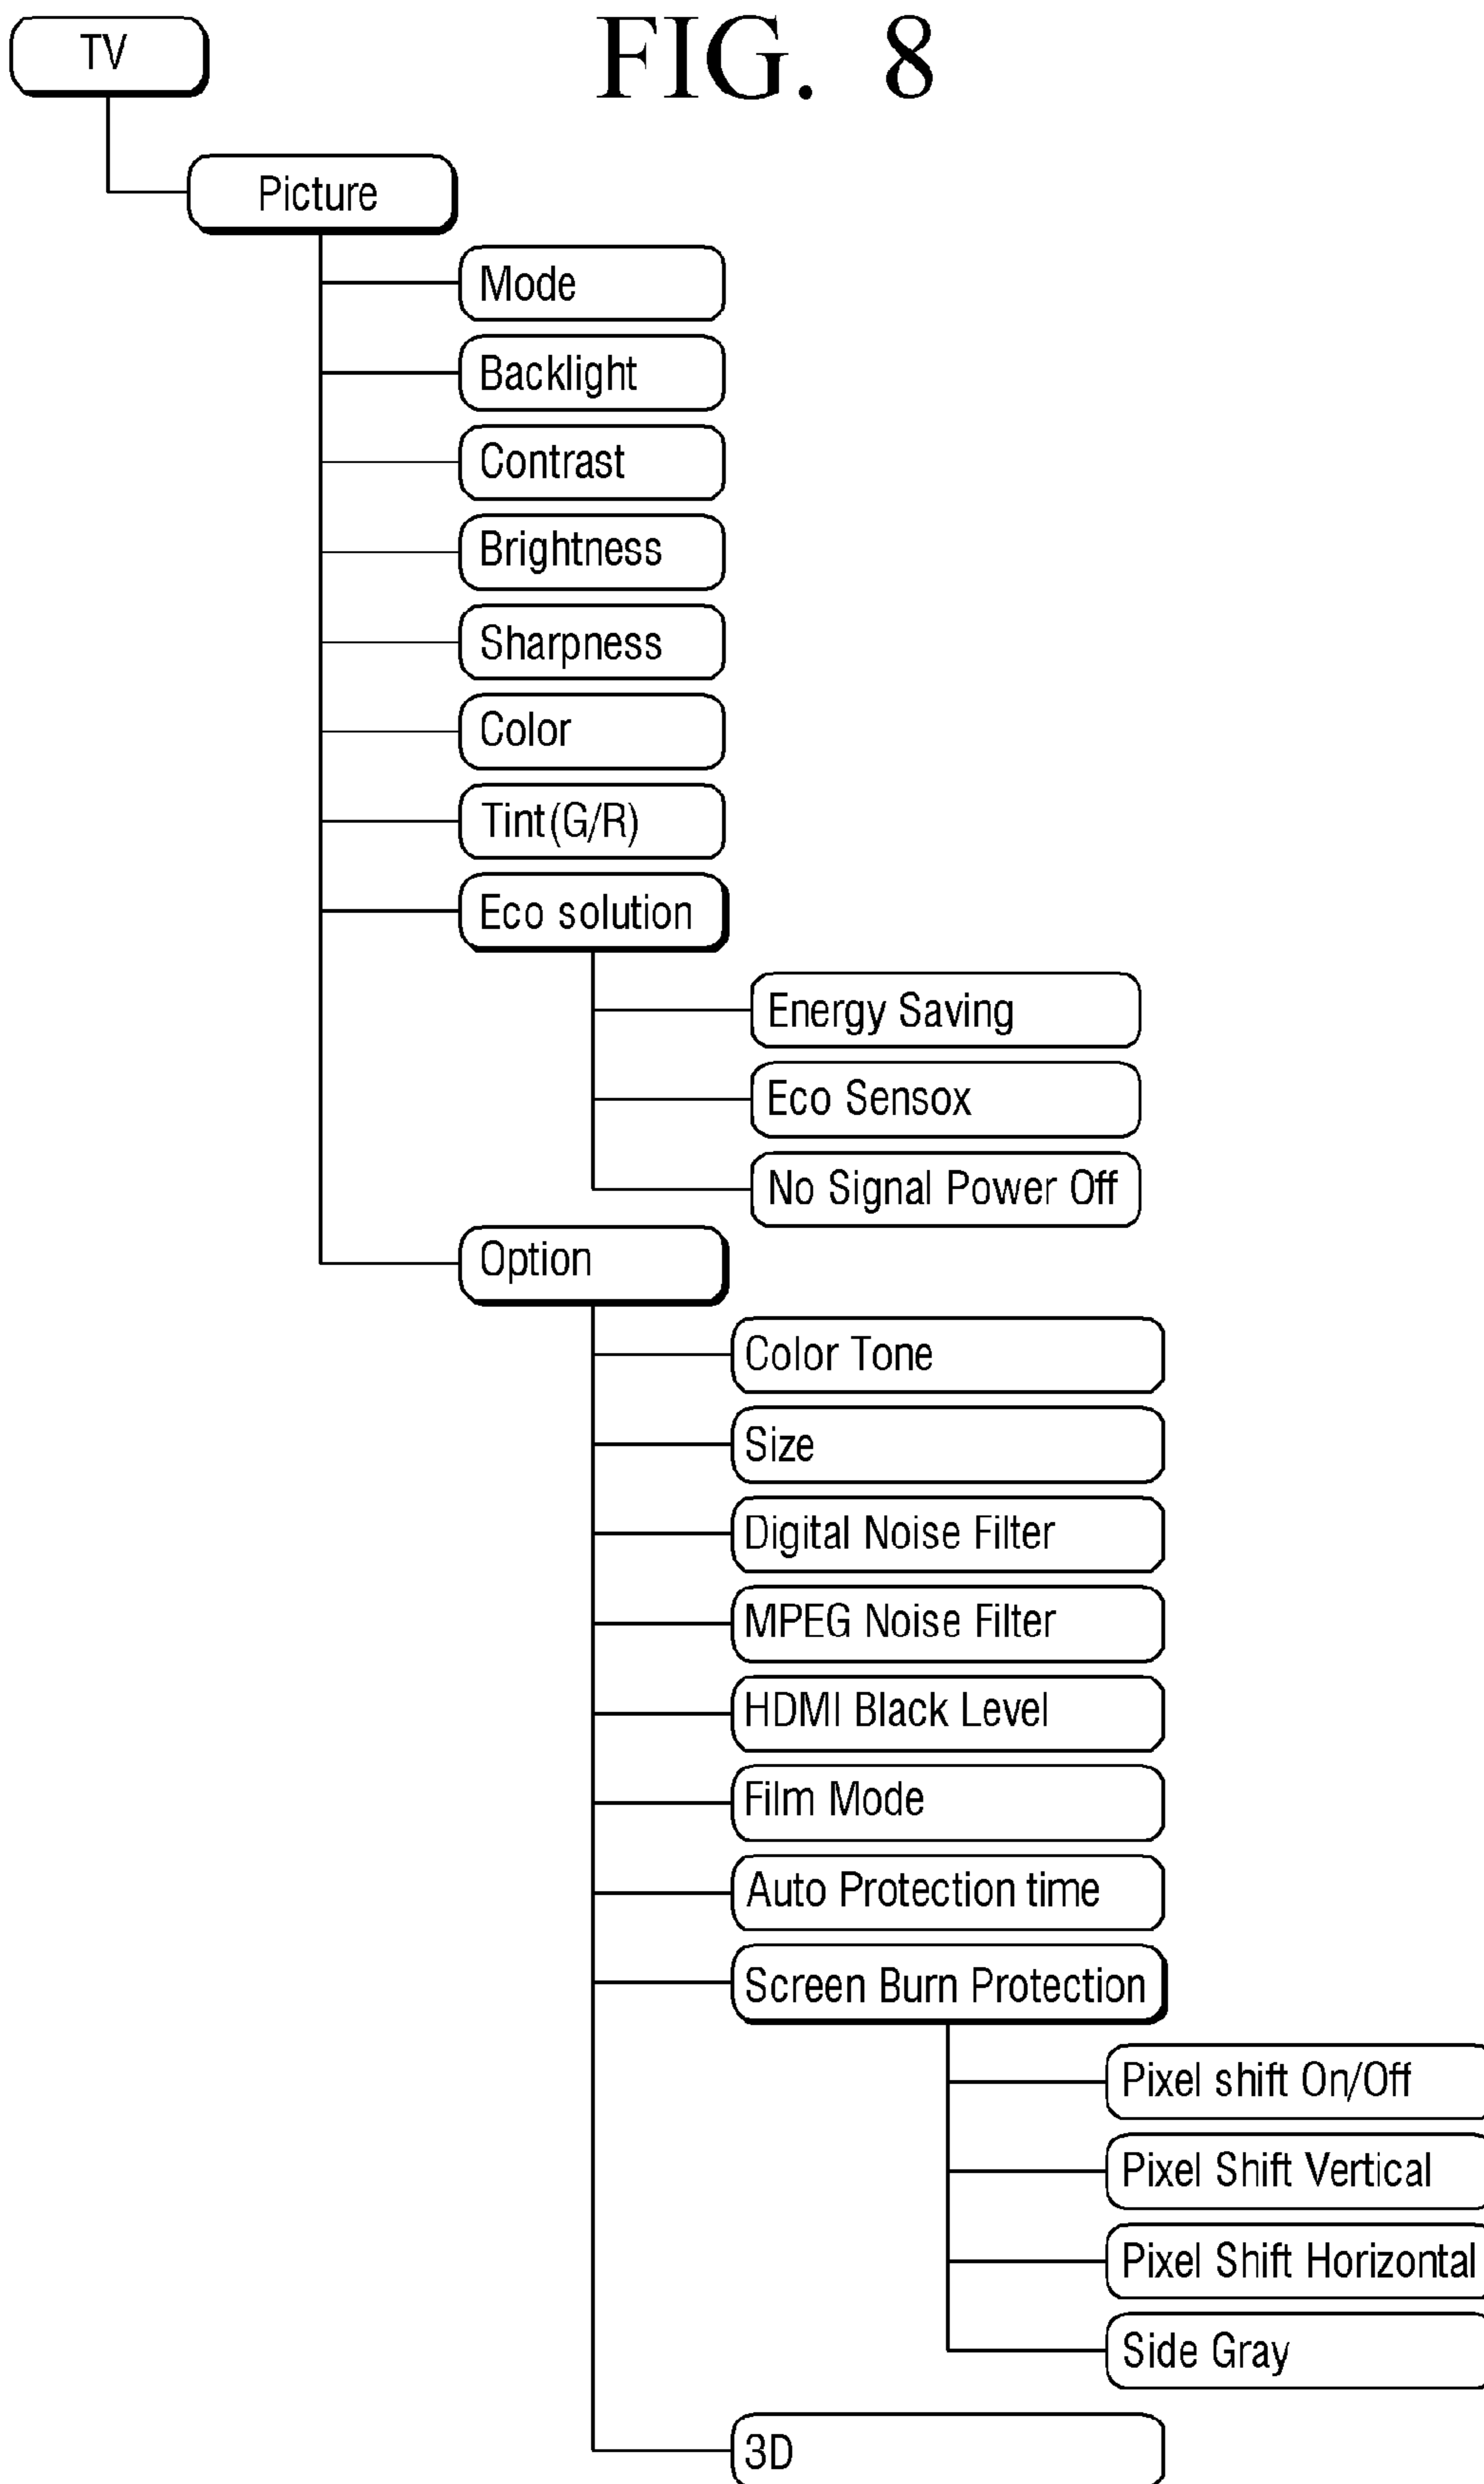 FIG. 8
TV
Picture
Mode
Backlight
Contrast
Brightness
Sharpness
Color
Tint(G/R)
Eco solution
Energy Saving
Eco Sensox
No Signal Power Off
Option
Color Tone
Size
Digital Noise Filter
MPEG Noise Filter
HDMI Black Level
Film Mode
Auto Protection time
Screen Burn Protection
Pixel shift On/Off
Pixel Shift Vertical
Pixel Shift Horizontal
Side Gray
3D